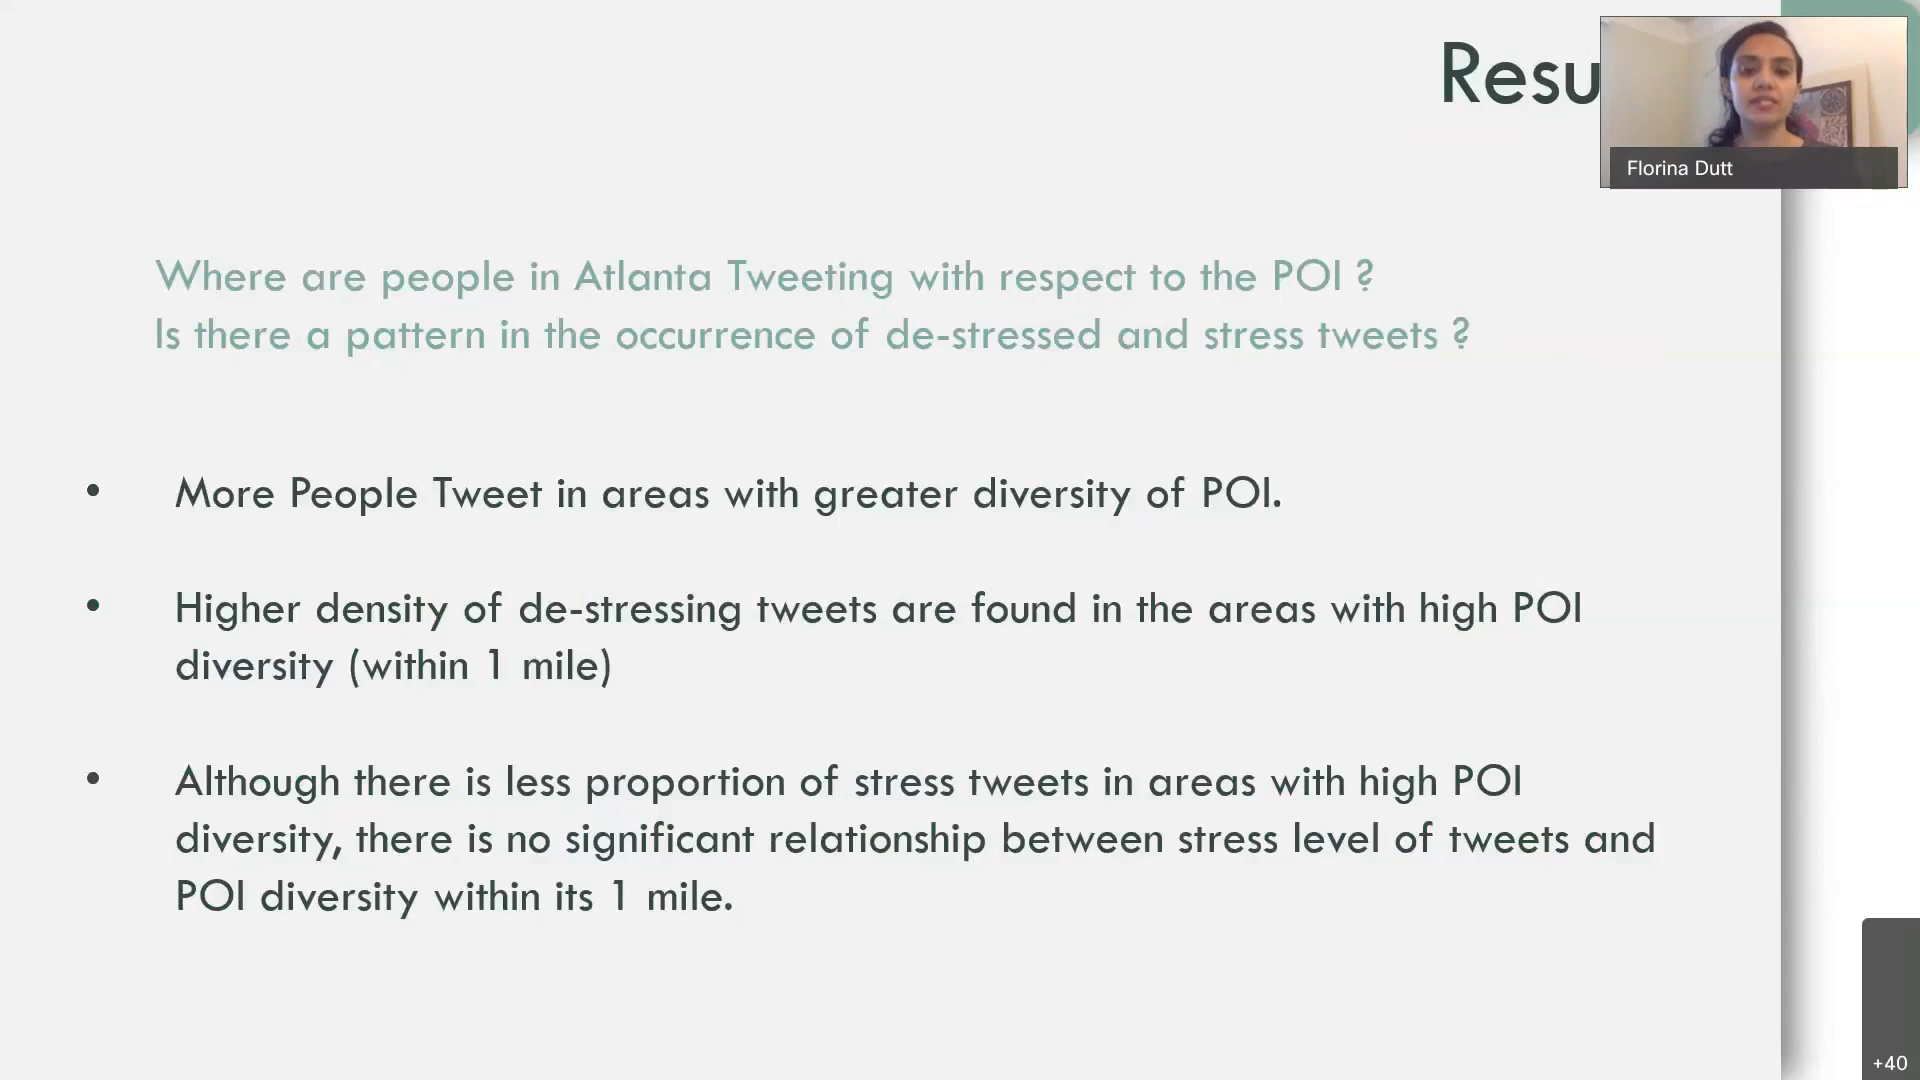 Resu
Florina Dutt
Where are people in Atlanta Tweeting with respect to the POI ?
Is there a pattern in the occurrence of de-stressed and stress tweets ?
• More People Tweet in areas with greater diversity of POI.
• Higher density of de-stressing tweets are found in the areas with high POI
diversity (within 1 mile)
• Although there is less proportion of stress tweets in areas with high POI
diversity, there is no significant relationship between stress level of tweets and
POI diversity within its 1 mile.
+40